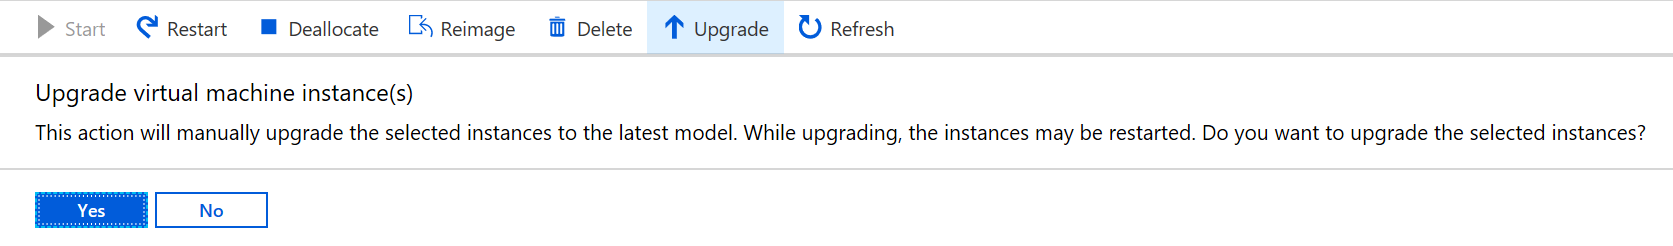 Start Restart Deallocate Reimage Delete Upgrade Refresh
Upgrade virtual machine instance(s)
This action will manually upgrade the selected instances to the latest model. While upgrading, the instances may be restarted. Do you want to upgrade the selected instances?
Yes No